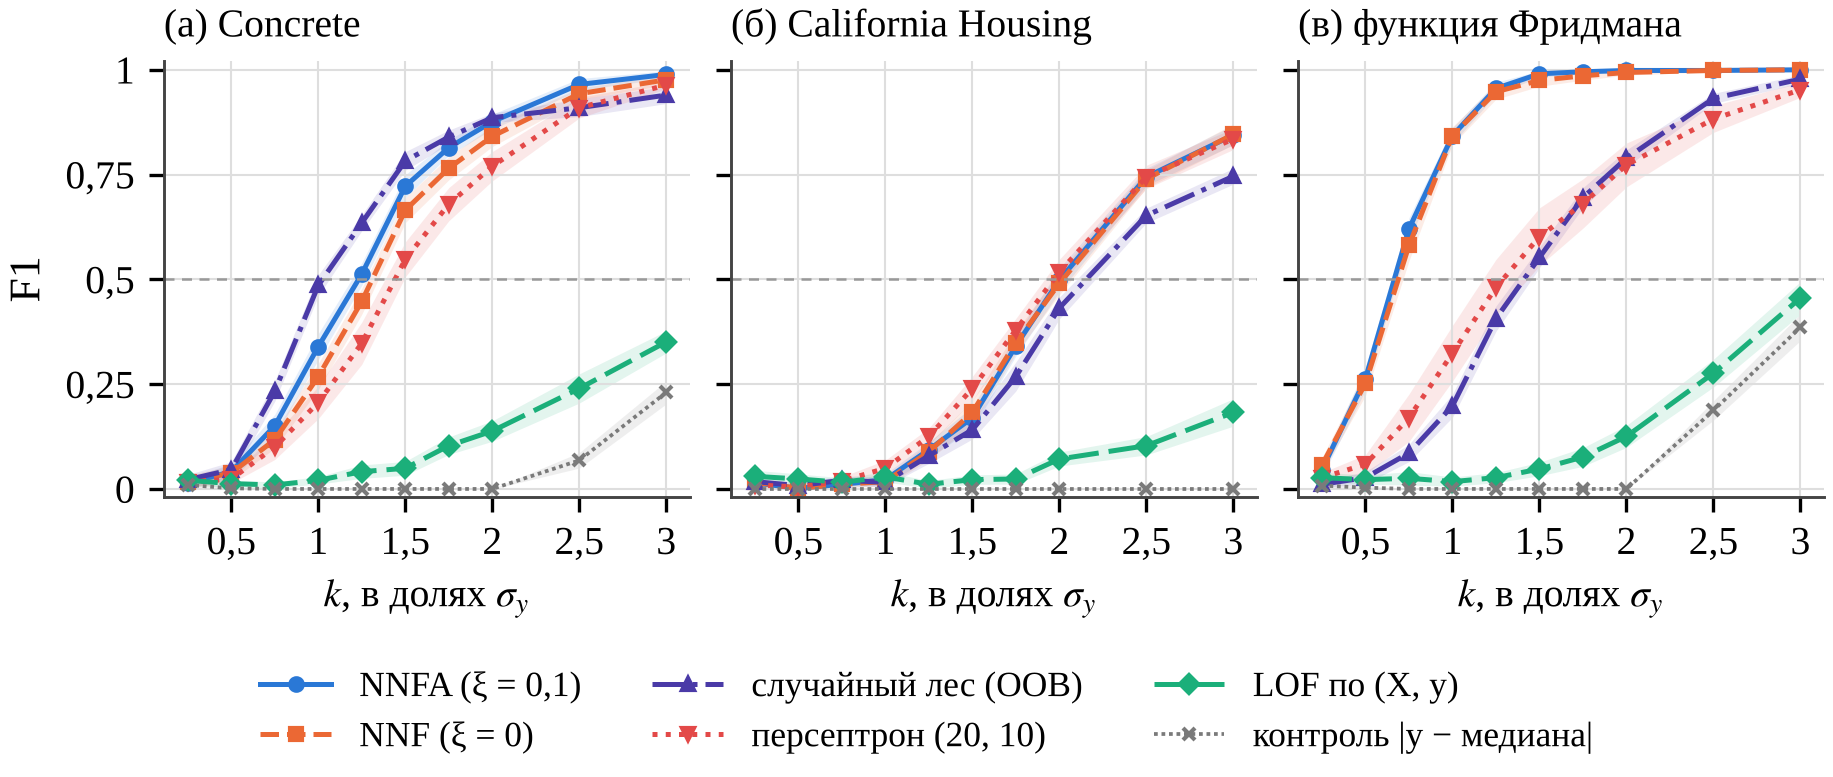 (а) Concrete
(б) California Housing
(в) функция Фридмана
F1
1
0,75
0,5
0,25
0
0,5 1 1,5 2 2,5 3
0,5 1 1,5 2 2,5 3
0,5 1 1,5 2 2,5 3
k, в долях σy
k, в долях σy
k, в долях σy
NNFA (ξ = 0,1)
NNF (ξ = 0)
случайный лес (OOB)
персептрон (20, 10)
LOF по (X, y)
контроль |y − медиана|